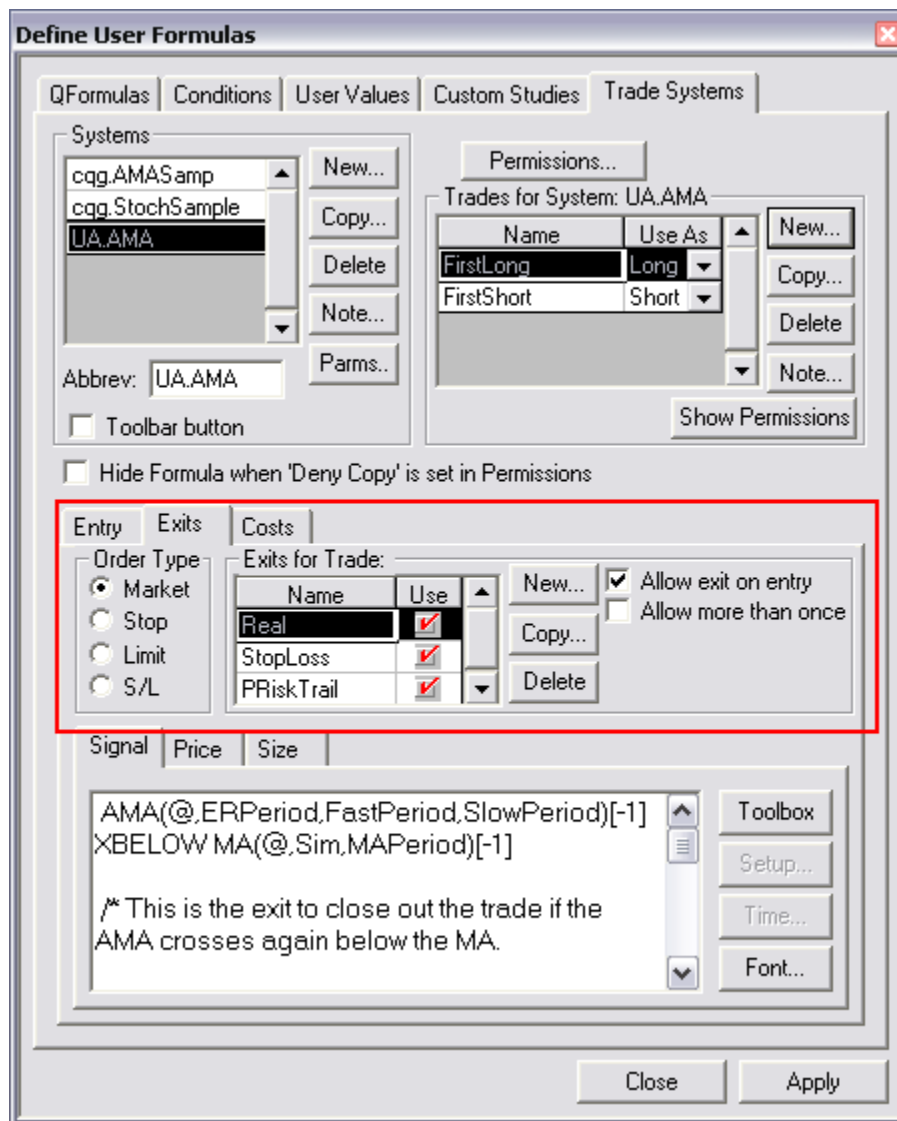 Define User Formulas
QFormulas Conditions User Values Custom Studies Trade Systems
Systems
cqg.AMASamp
cqg.StochSample
UA.AMA
New...
Copy...
Delete
Note...
Parms..
Abbrev: UA.AMA
Toolbar button
Permissions...
Trades for System: UA.AMA
Name Use As
FirstLong Long
FirstShort Short
New...
Copy...
Delete
Note...
Show Permissions
Hide Formula when 'Deny Copy' is set in Permissions
Entry Exits Costs
Order Type
Market
Stop
Limit
S/L
Exits for Trade:
Name Use
Real
StopLoss
PRiskTrail
New...
Copy...
Delete
Allow exit on entry
Allow more than once
Signal Price Size
AMA(@,ERPeriod,FastPeriod,SlowPeriod)[-1]
XBELOW MA(@,Sim,MAPeriod)[-1]
/* This is the exit to close out the trade if the
AMA crosses again below the MA.
Toolbox
Setup...
Time...
Font...
Close Apply